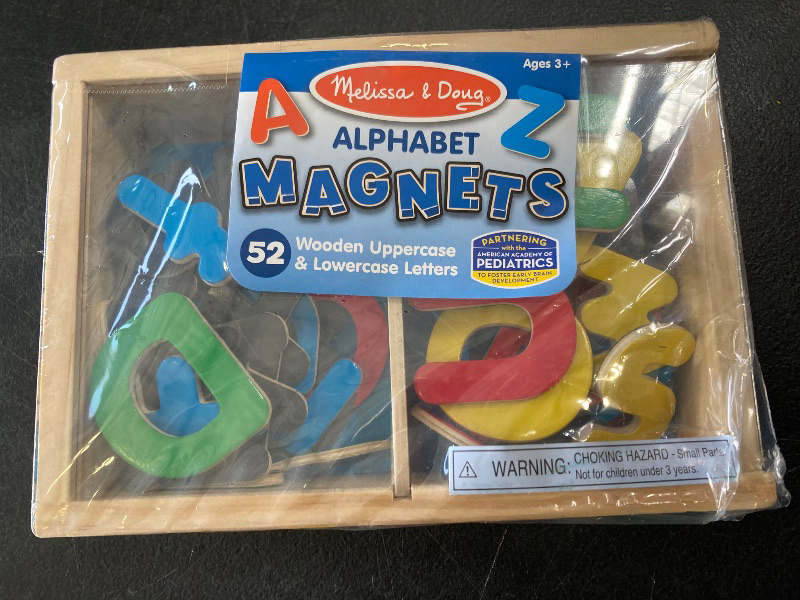 Ages 3+
A
Melissa & Doug®
Z
ALPHABET
MAGNETS
52
Wooden Uppercase
& Lowercase Letters
PARTNERING
with the
AMERICAN ACADEMY OF
PEDIATRICS
TO FOSTER EARLY BRAIN
DEVELOPMENT
WARNING:
CHOKING HAZARD - Small Parts
Not for children under 3 years.